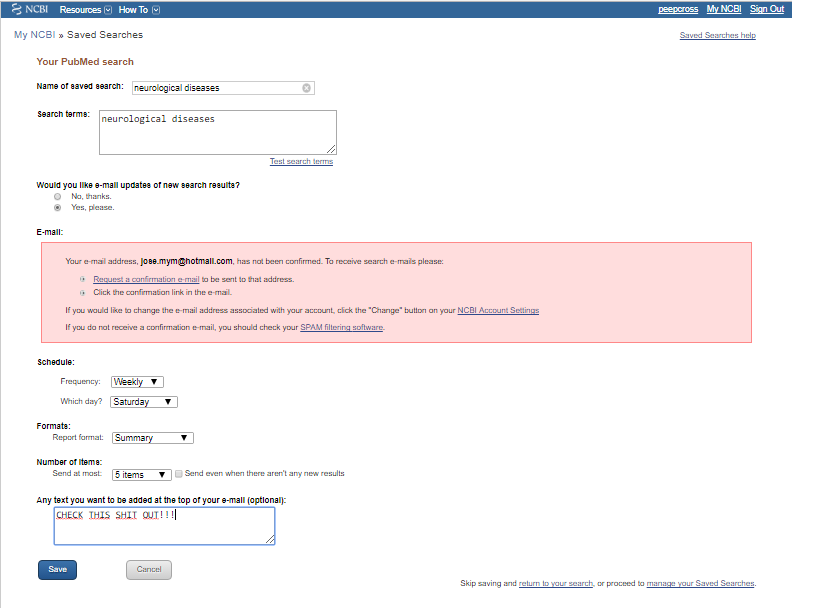 NCBI Resources How To peepcross My NCBI Sign Out
My NCBI » Saved Searches Saved Searches help
Your PubMed search
Name of saved search: neurological diseases
Search terms: neurological diseases
Test search terms
Would you like e-mail updates of new search results?
No, thanks.
Yes, please.
E-mail:
Your e-mail address, jose.mym@hotmail.com, has not been confirmed. To receive search e-mails please:
Request a confirmation e-mail to be sent to that address.
Click the confirmation link in the e-mail.
If you would like to change the e-mail address associated with your account, click the "Change" button on your NCBI Account Settings
If you do not receive a confirmation e-mail, you should check your SPAM filtering software.
Schedule:
Frequency: Weekly
Which day? Saturday
Formats:
Report format: Summary
Number of items:
Send at most: 5 items Send even when there aren't any new results
Any text you want to be added at the top of your e-mail (optional):
CHECK THIS SHIT OUT!!!
Save Cancel
Skip saving and return to your search, or proceed to manage your Saved Searches.